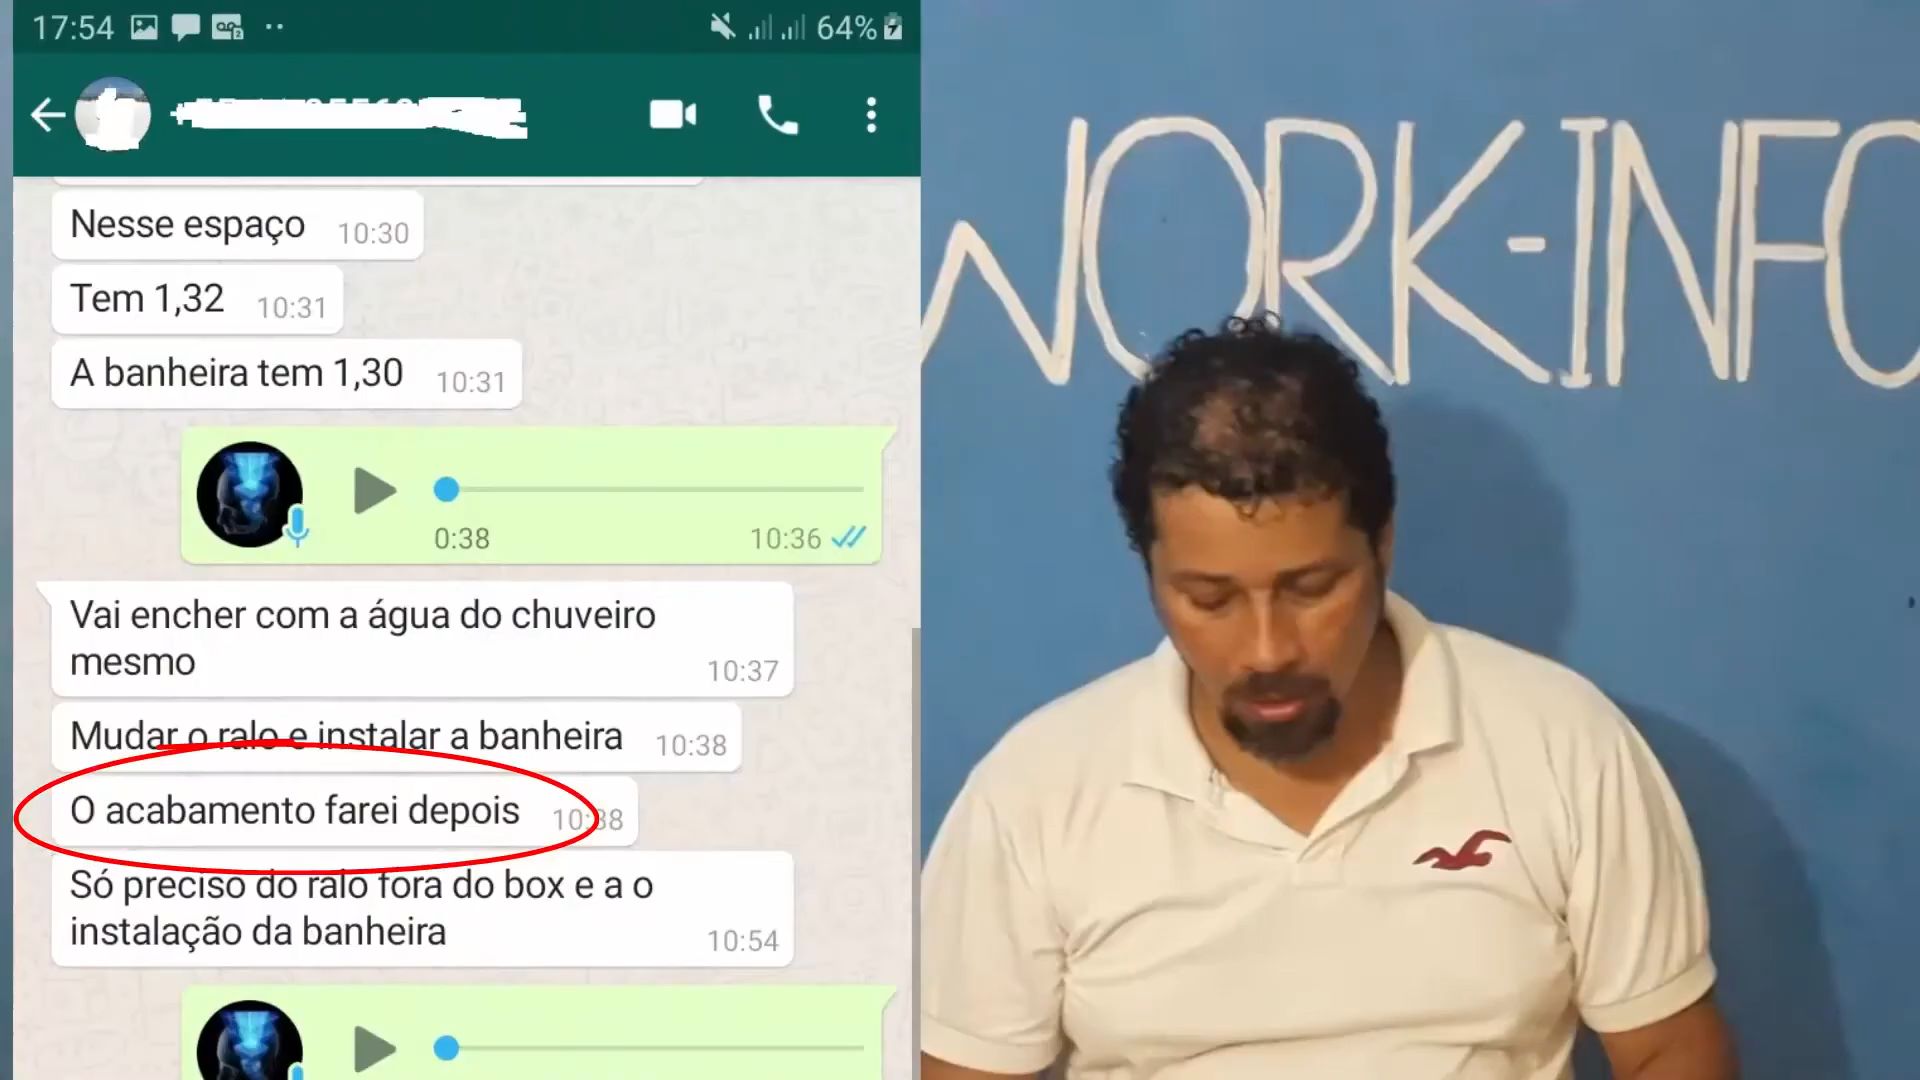 17:54
64%
Nesse espaço 10:30
Tem 1,32 10:31
A banheira tem 1,30 10:31
0:38 10:36
Vai encher com a água do chuveiro
mesmo 10:37
Mudar o ralo e instalar a banheira 10:38
O acabamento farei depois 10:38
Só preciso do ralo fora do box e a o
instalação da banheira 10:54
WORK-INFO